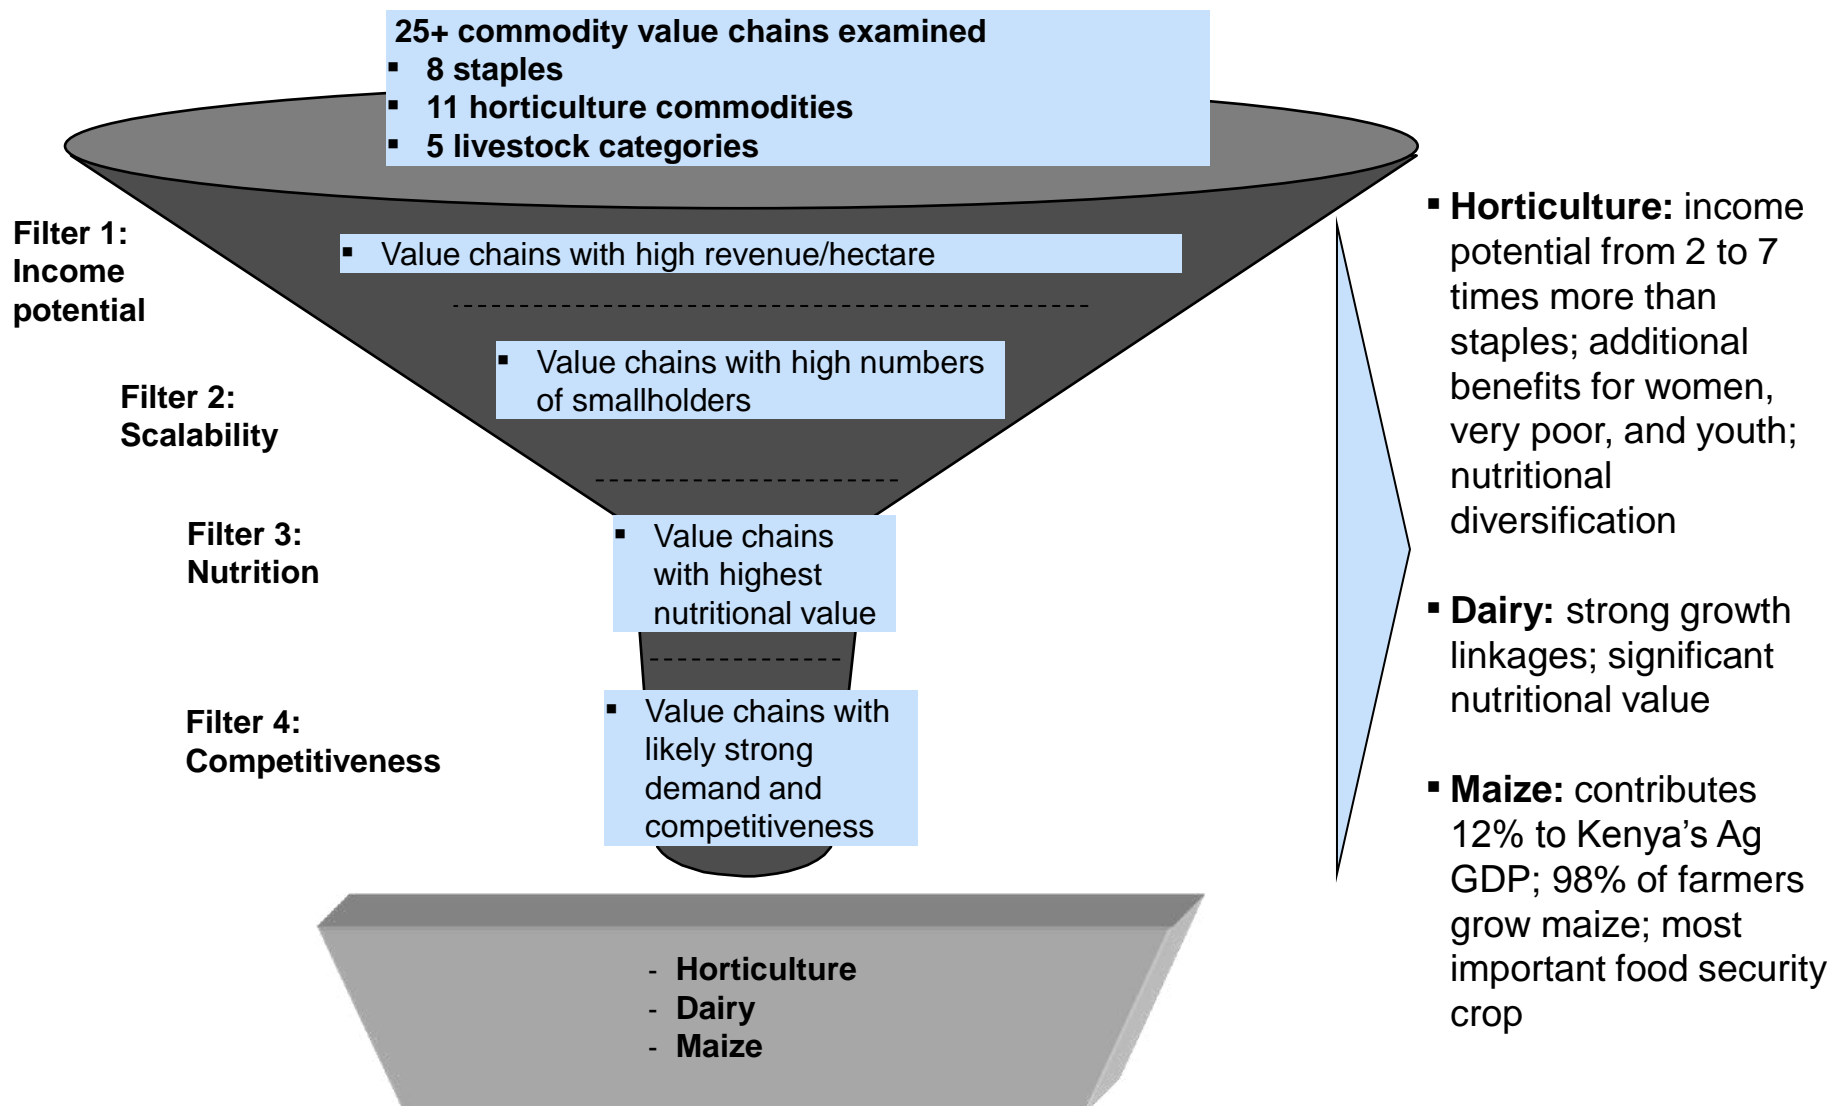 25+ commodity value chains examined
▪ 8 staples
▪ 11 horticulture commodities
▪ 5 livestock categories
Filter 1:
Income
potential
▪ Value chains with high revenue/hectare
Filter 2:
Scalability
▪ Value chains with high numbers
of smallholders
Filter 3:
Nutrition
▪ Value chains
with highest
nutritional value
Filter 4:
Competitiveness
▪ Value chains with
likely strong
demand and
competitiveness
- Horticulture
- Dairy
- Maize
▪ Horticulture: income
potential from 2 to 7
times more than
staples; additional
benefits for women,
very poor, and youth;
nutritional
diversification
▪ Dairy: strong growth
linkages; significant
nutritional value
▪ Maize: contributes
12% to Kenya’s Ag
GDP; 98% of farmers
grow maize; most
important food security
crop